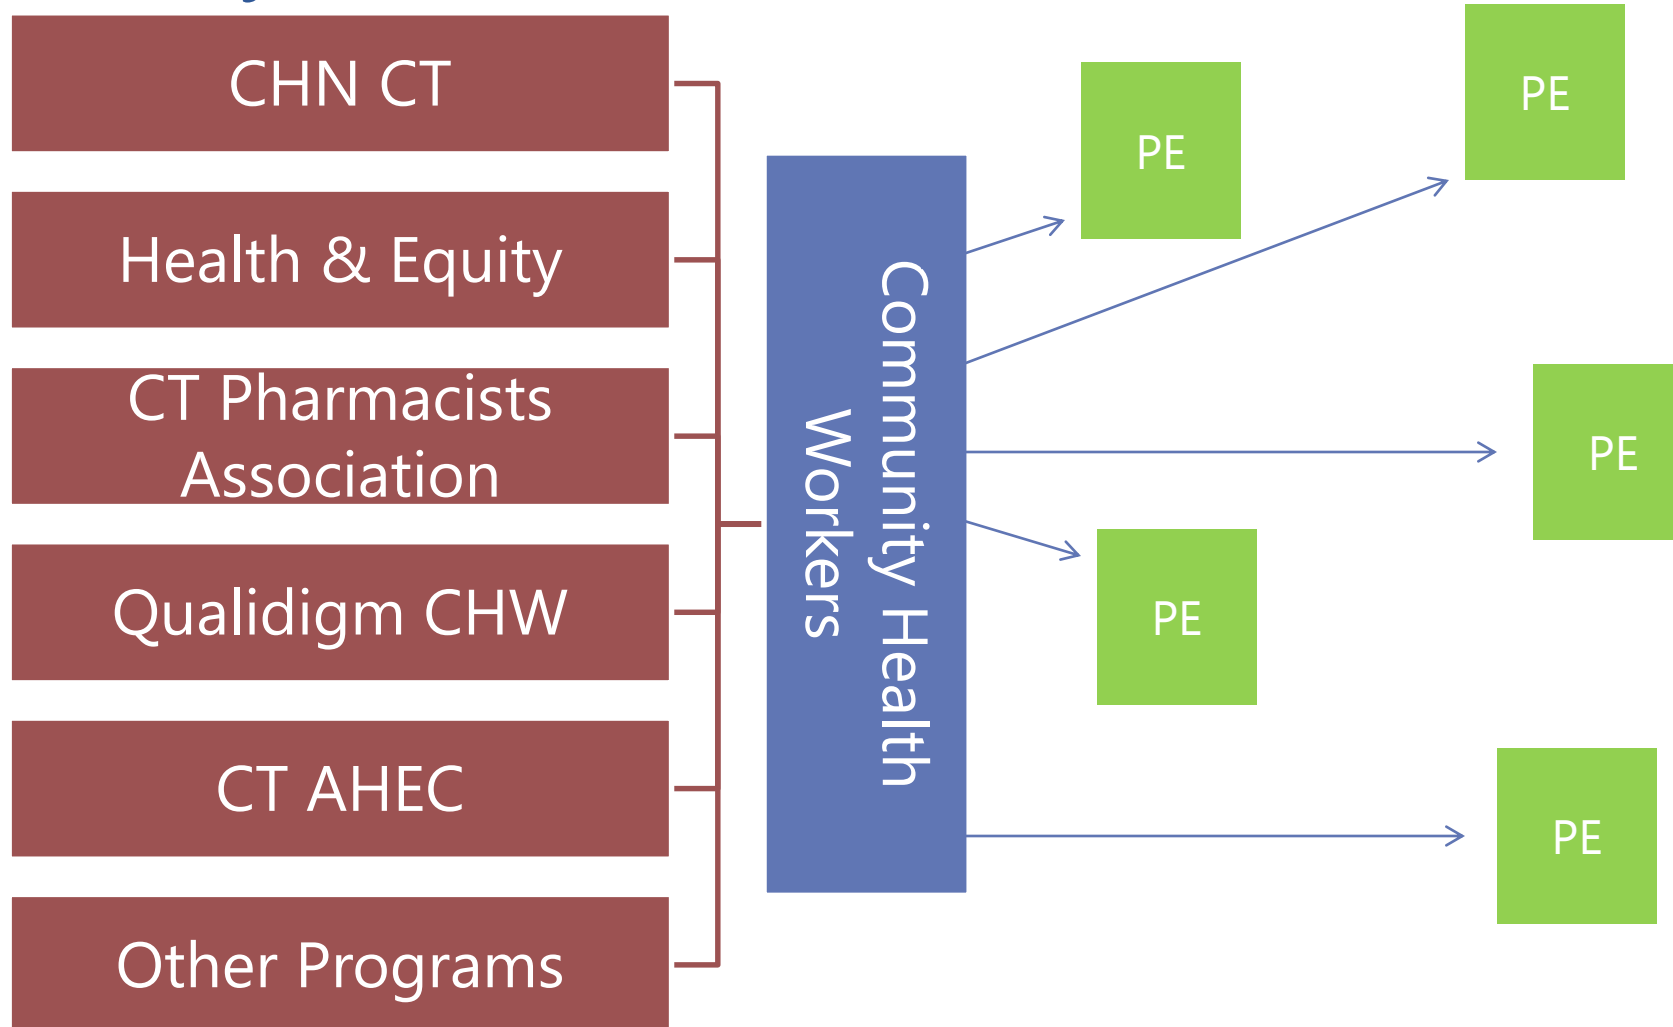 CHN CT
Health & Equity
CT Pharmacists
Association
Qualidigm CHW
CT AHEC
Other Programs
Community Health
Workers
PE
PE
PE
PE
PE